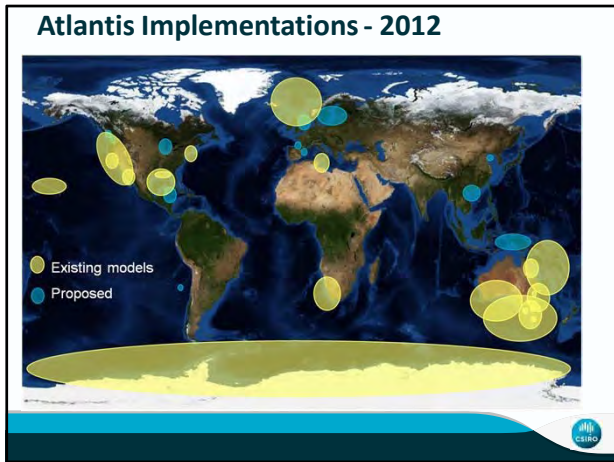 Atlantis Implementations - 2012
Existing models
Proposed
CSIRO